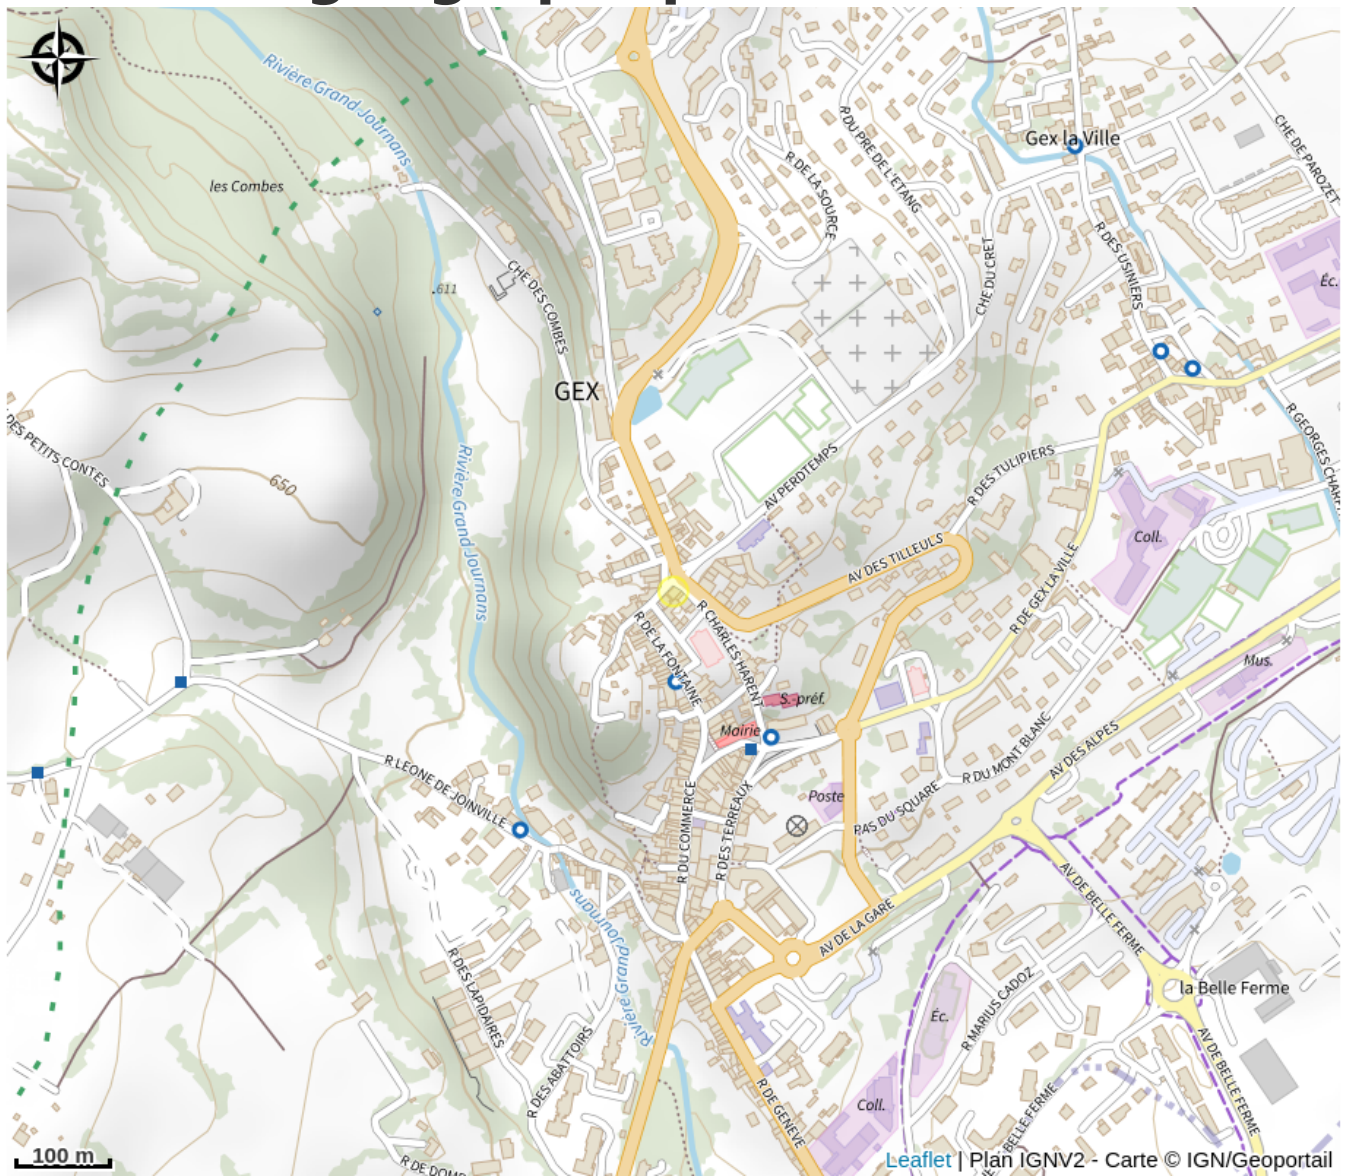 Rivière Grand Journans
les Combes
R DE LA SOURCE
R DU PRE DE L'ETANG
Gex la Ville
CHE DE PAROZET
CHE DU CRET
R DES USINIERS
Éc.
.611
CHE DES COMBES
GEX
DES PETITS CONTES
650
Rivière Grand Journans
AV PERDTEMPS
R DES TULIPIERS
R GEORGES CHARP
Coll.
AV DES TILLEULS
R DE GEX LA VILLE
R CHARLES HARENT
R DE LA FONTAINE
Mus.
S.-préf.
Mairie
R DU MONT BLANC
AV DES ALPES
R LEONE DE JOINVILLE
Poste
PAS DU SQUARE
R DU COMMERCE
R DES TERREAUX
AV DE BELLE FERME
AV DE LA GARE
Rivière Grand Journans
R DES LAPIDAIRES
la Belle Ferme
R MARIUS CADOZ
Éc.
R DES ABATTOIRS
AV DE BELLE FERME
R DE GENEVE
Coll.
BELLE FERME
R DE DOM
100 m
Leaflet | Plan IGNV2 - Carte © IGN/Geoportail